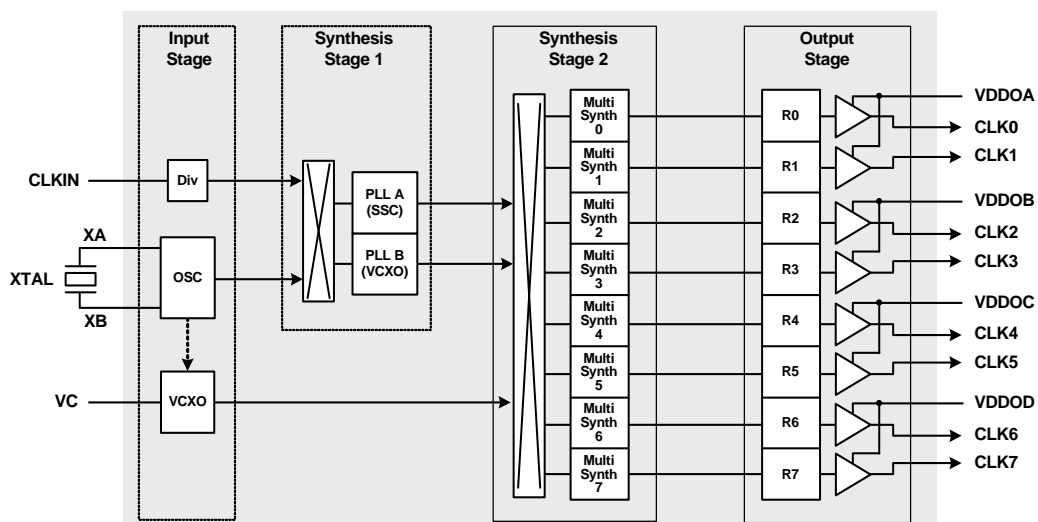 Input
Stage
Synthesis
Stage 1
Synthesis
Stage 2
Output
Stage
CLKIN
XA
XTAL
XB
VC
Div
OSC
VCXO
PLL A
(SSC)
PLL B
(VCXO)
Multi
Synth
0
Multi
Synth
1
Multi
Synth
2
Multi
Synth
3
Multi
Synth
4
Multi
Synth
5
Multi
Synth
6
Multi
Synth
7
R0
R1
R2
R3
R4
R5
R6
R7
VDDOA
CLK0
CLK1
VDDOB
CLK2
CLK3
VDDOC
CLK4
CLK5
VDDOD
CLK6
CLK7